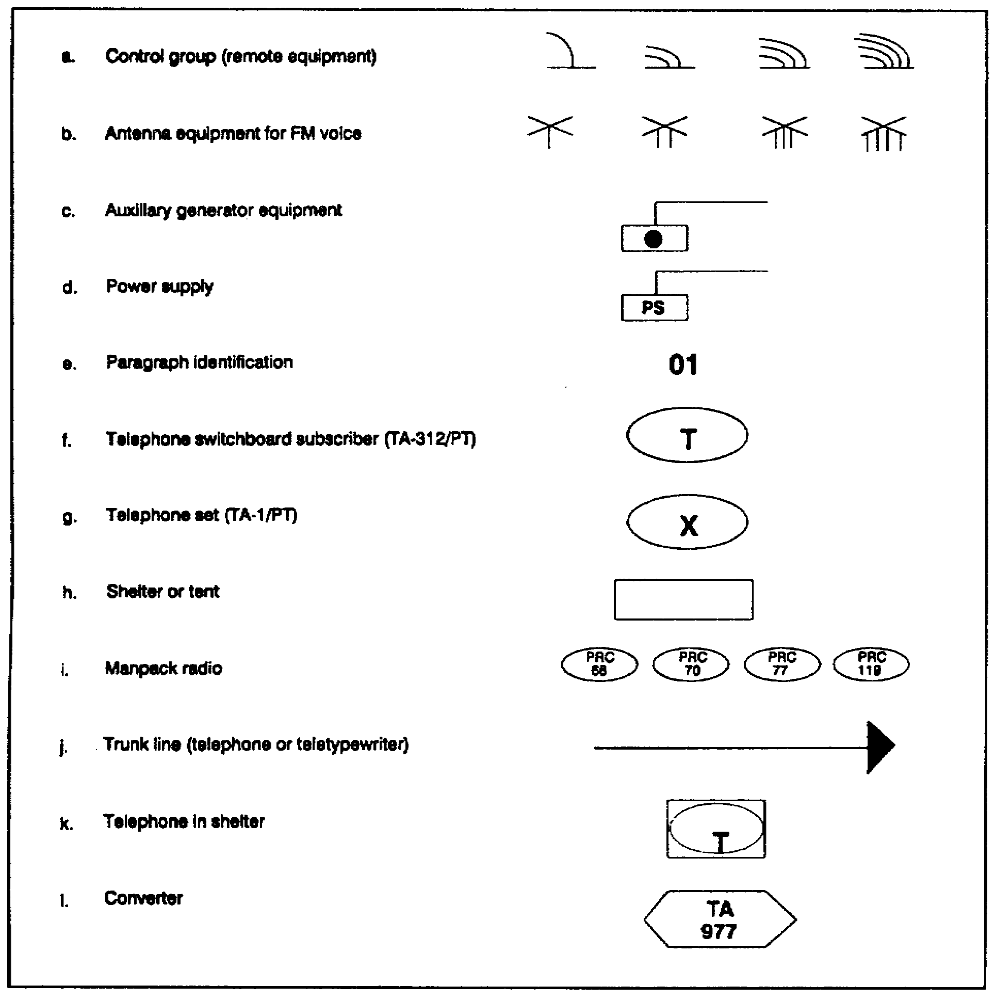 a. Control group (remote equipment)
b. Antenna equipment for FM voice
c. Auxiliary generator equipment
d. Power supply
PS
e. Paragraph identification 01
f. Telephone switchboard subscriber (TA-312/PT) T
g. Telephone set (TA-1/PT) X
h. Shelter or tent
i. Manpack radio PRC 68 PRC 70 PRC 77 PRC 119
j. Trunk line (telephone or teletypewriter)
k. Telephone in shelter
T
l. Converter
TA
977